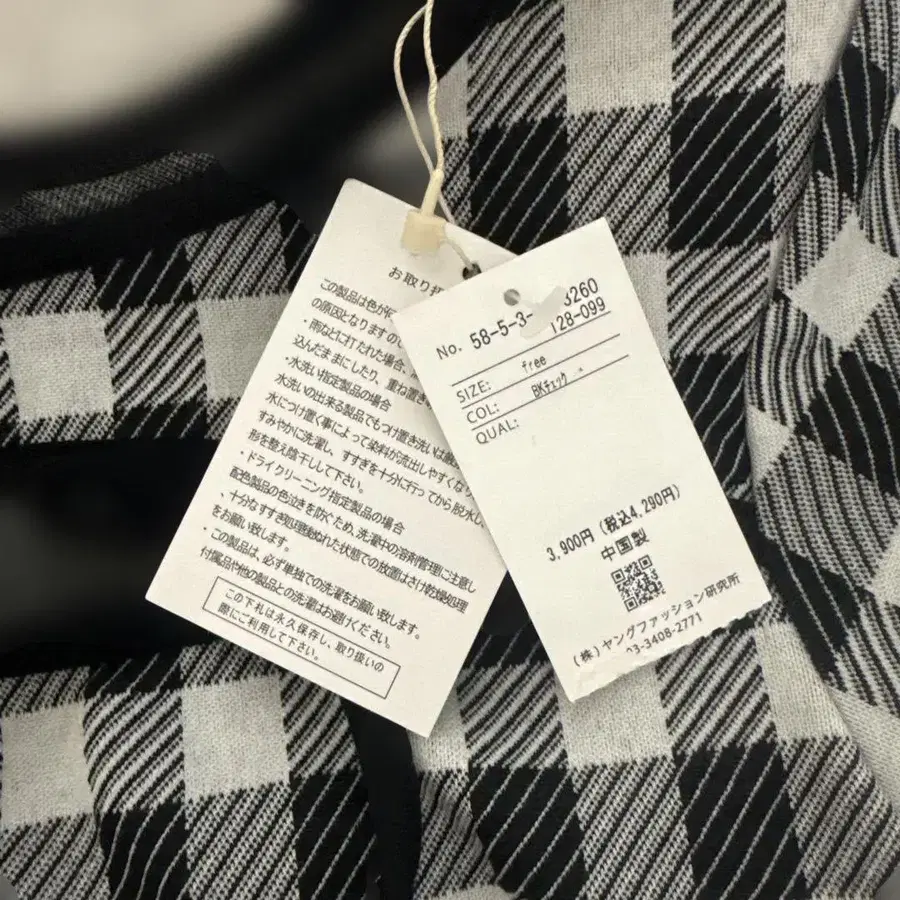 お取り扱
この製品は色が
の原因となりますの
・雨などに打たれた場合、
込んだままにしたり、重ね置き
・水洗い指定製品の場合
水洗いの出来る製品でもつけ置き洗いは
水につけ置く事によって染料が流出しやすくなり
すみやかに洗濯し、すすぎを十分に行ってから脱水し、
形を整え陰干しして下さい。
・ドライクリーニング指定製品の場合
配色製品の色泣きを防ぐため、洗濯中の溶剤管理に注意し
、十分なすすぎ処理後ぬれた状態での放置はさけ乾燥処理
をお願い致します。
・この製品は、必ず単独での洗濯をお願い致します。
付属品や他の製品との洗濯はお避けください。
この下札は永久保存し、取り扱いの
際にご利用して下さい。
No. 58-5-3- 3260
128-099
SIZE: free
COL: BKチェック
QUAL:
3,900円 (税込4,290円)
中国製
(株)ヤングファッション研究所
03-3408-2771